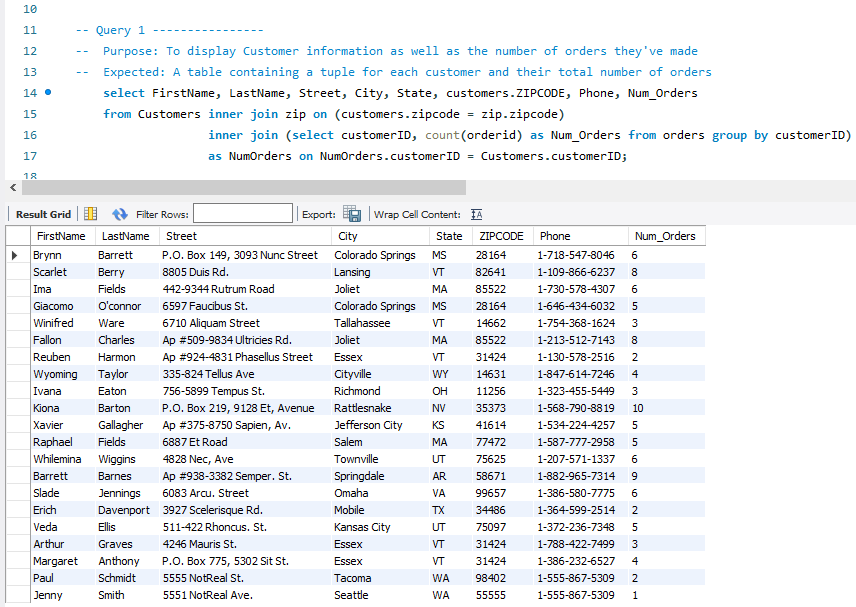 10
11 -- Query 1 ----------------
12 -- Purpose: To display Customer information as well as the number of orders they've made
13 -- Expected: A table containing a tuple for each customer and their total number of orders
14 select FirstName, LastName, Street, City, State, customers.ZIPCODE, Phone, Num_Orders
15 from Customers inner join zip on (customers.zipcode = zip.zipcode)
16 inner join (select customerID, count(orderid) as Num_Orders from orders group by customerID)
17 as NumOrders on NumOrders.customerID = Customers.customerID;
18
Result Grid Filter Rows: Export: Wrap Cell Content: IA
FirstName LastName Street City State ZIPCODE Phone Num_Orders
Brynn Barrett P.O. Box 149, 3093 Nunc Street Colorado Springs MS 28164 1-718-547-8046 6
Scarlet Berry 8805 Duis Rd. Lansing VT 82641 1-109-866-6237 8
Ima Fields 442-9344 Rutrum Road Joliet MA 85522 1-730-578-4307 6
Giacomo O'connor 6597 Faucibus St. Colorado Springs MS 28164 1-646-434-6032 5
Winifred Ware 6710 Aliquam Street Tallahassee VT 14662 1-754-368-1624 3
Fallon Charles Ap #509-9834 Ultricies Rd. Joliet MA 85522 1-213-512-7143 8
Reuben Harmon Ap #924-4831 Phasellus Street Essex VT 31424 1-130-578-2516 2
Wyoming Taylor 335-824 Tellus Ave Cityville WY 14631 1-847-614-7246 4
Ivana Eaton 756-5899 Tempus St. Richmond OH 11256 1-323-455-5449 3
Kiona Barton P.O. Box 219, 9128 Et, Avenue Rattlesnake NV 35373 1-568-790-8819 10
Xavier Gallagher Ap #375-8750 Sapien, Av. Jefferson City KS 41614 1-534-224-4257 5
Raphael Fields 6887 Et Road Salem MA 77472 1-587-777-2958 5
Whilemina Wiggins 4828 Nec, Ave Townville UT 75625 1-207-571-1337 6
Barrett Barnes Ap #938-3382 Semper. St. Springdale AR 58671 1-882-965-7314 9
Slade Jennings 6083 Arcu. Street Omaha VA 99657 1-386-580-7775 6
Erich Davenport 3927 Scelerisque Rd. Mobile TX 34486 1-364-599-2514 2
Veda Ellis 511-422 Rhoncus. St. Kansas City UT 75097 1-372-236-7348 5
Arthur Graves 4246 Mauris St. Essex VT 31424 1-788-422-7499 3
Margaret Anthony P.O. Box 775, 5302 Sit St. Essex VT 31424 1-386-232-6527 4
Paul Schmidt 5555 NotReal St. Tacoma WA 98402 1-555-867-5309 2
Jenny Smith 5551 NotReal Ave. Seattle WA 55555 1-555-867-5309 1